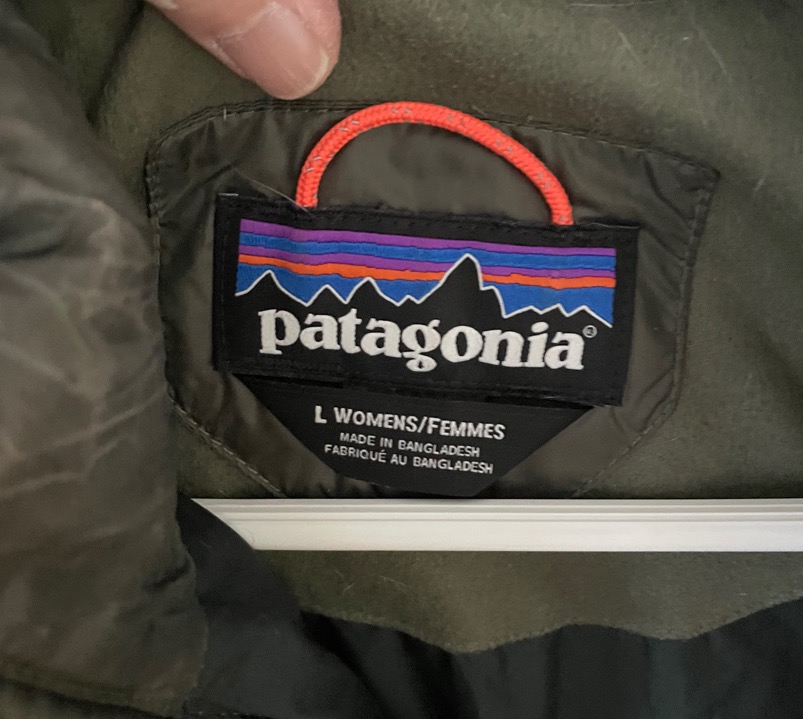 patagonia®
L WOMENS/FEMMES
MADE IN BANGLADESH
FABRIQUÉ AU BANGLADESH